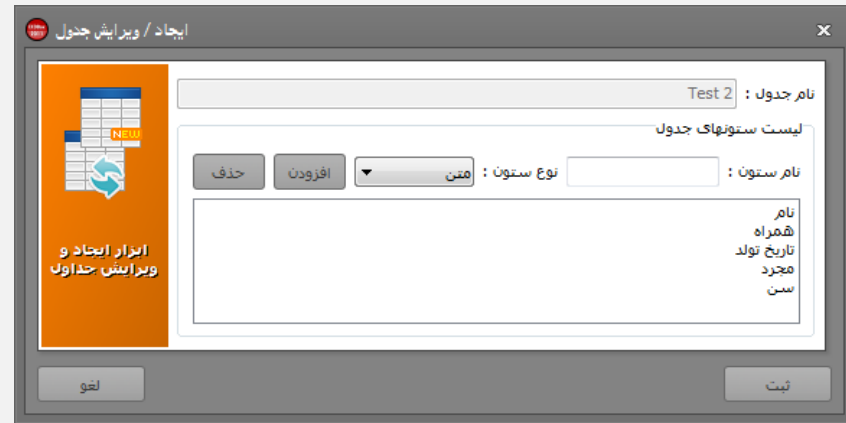 ایجاد / ویرایش جدول
نام جدول : Test 2
لیست ستونهای جدول
نام ستون : نوع ستون : متن افزودن حذف
نام
همراه
تاریخ تولد
مجرد
سن
NEW
ابزار ایجاد و
ویرایش جداول
ثبت لغو